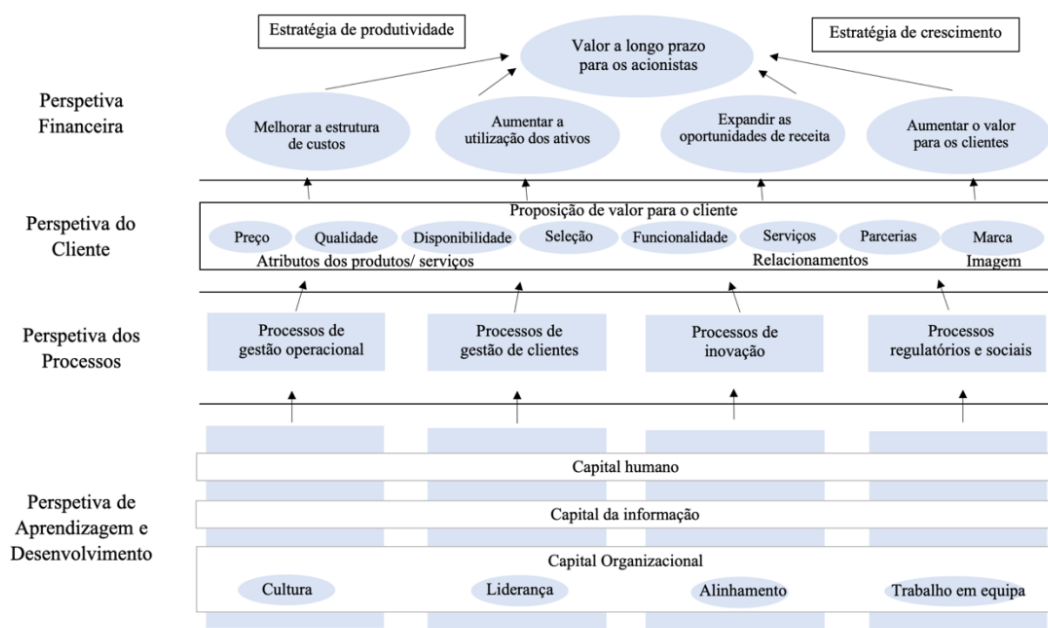 Estratégia de produtividade
Estratégia de crescimento
Valor a longo prazo
para os acionistas
Perspetiva
Financeira
Melhorar a estrutura
de custos
Aumentar a
utilização dos ativos
Expandir as
oportunidades de receita
Aumentar o valor
para os clientes
Perspetiva do
Cliente
Proposição de valor para o cliente
Preço
Qualidade
Disponibilidade
Seleção
Funcionalidade
Serviços
Parcerias
Marca
Atributos dos produtos/ serviços
Relacionamentos
Imagem
Perspetiva dos
Processos
Processos de
gestão operacional
Processos de
gestão de clientes
Processos de
inovação
Processos
regulatórios e sociais
Perspetiva de
Aprendizagem e
Desenvolvimento
Capital humano
Capital da informação
Capital Organizacional
Cultura
Liderança
Alinhamento
Trabalho em equipa